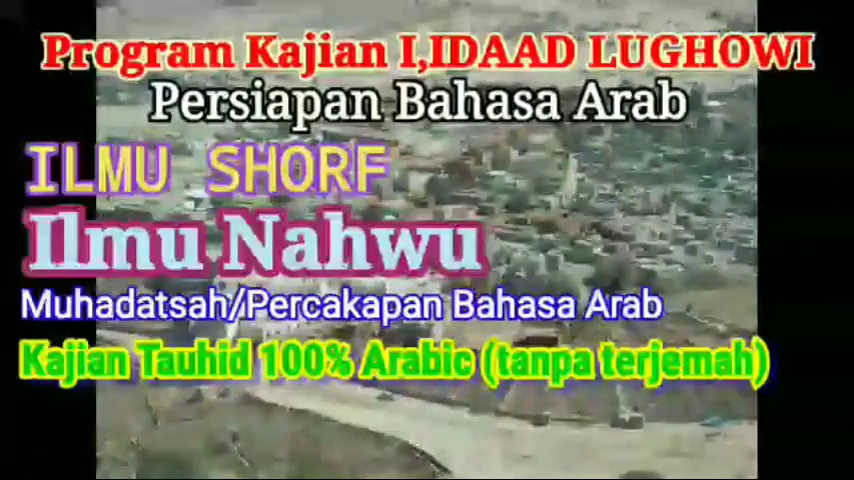 Program Kajian I,IDAAD LUGHOWI
Persiapan Bahasa Arab
ILMU SHORF
Ilmu Nahwu
Muhadatsah/Percakapan Bahasa Arab
Kajian Tauhid 100% Arabic (tanpa terjemah)